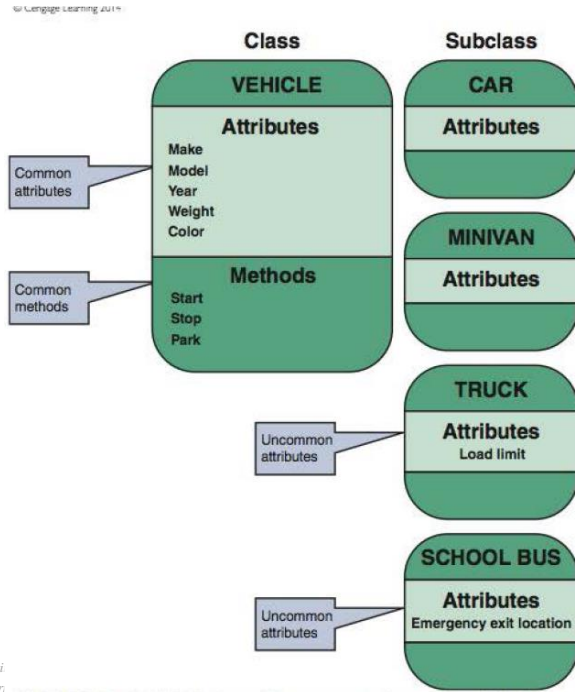 © Cengage Learning 2014
Class
VEHICLE
Attributes
Make
Model
Year
Weight
Color
Common
attributes
Methods
Start
Stop
Park
Common
methods
Subclass
CAR
Attributes
MINIVAN
Attributes
TRUCK
Attributes
Load limit
Uncommon
attributes
SCHOOL BUS
Attributes
Emergency exit location
Uncommon
attributes